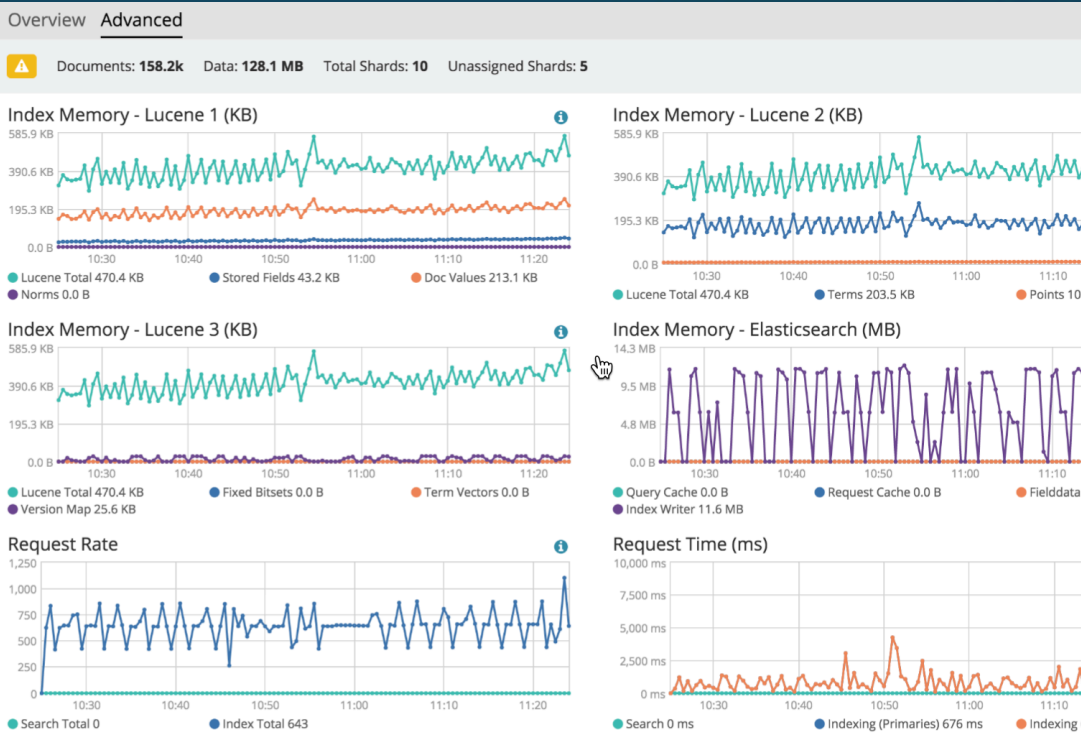 Overview Advanced
Documents: 158.2k Data: 128.1 MB Total Shards: 10 Unassigned Shards: 5
Index Memory - Lucene 1 (KB)
585.9 KB
390.6 KB
195.3 KB
0.0 B
10:30 10:40 10:50 11:00 11:10 11:20
Lucene Total 470.4 KB Stored Fields 43.2 KB Doc Values 213.1 KB
Norms 0.0 B
Index Memory - Lucene 2 (KB)
585.9 KB
390.6 KB
195.3 KB
0.0 B
10:30 10:40 10:50 11:00 11:10
Lucene Total 470.4 KB Terms 203.5 KB Points 10
Index Memory - Lucene 3 (KB)
585.9 KB
390.6 KB
195.3 KB
0.0 B
10:30 10:40 10:50 11:00 11:10 11:20
Lucene Total 470.4 KB Fixed Bitsets 0.0 B Term Vectors 0.0 B
Version Map 25.6 KB
Index Memory - Elasticsearch (MB)
14.3 MB
9.5 MB
4.8 MB
0.0 B
10:30 10:40 10:50 11:00 11:10
Query Cache 0.0 B Request Cache 0.0 B Fielddata
Index Writer 11.6 MB
Request Rate
1,250
1,000
750
500
250
0
10:30 10:40 10:50 11:00 11:10 11:20
Search Total 0 Index Total 643
Request Time (ms)
10,000 ms
7,500 ms
5,000 ms
2,500 ms
0 ms
10:30 10:40 10:50 11:00 11:10
Search 0 ms Indexing (Primaries) 676 ms Indexing